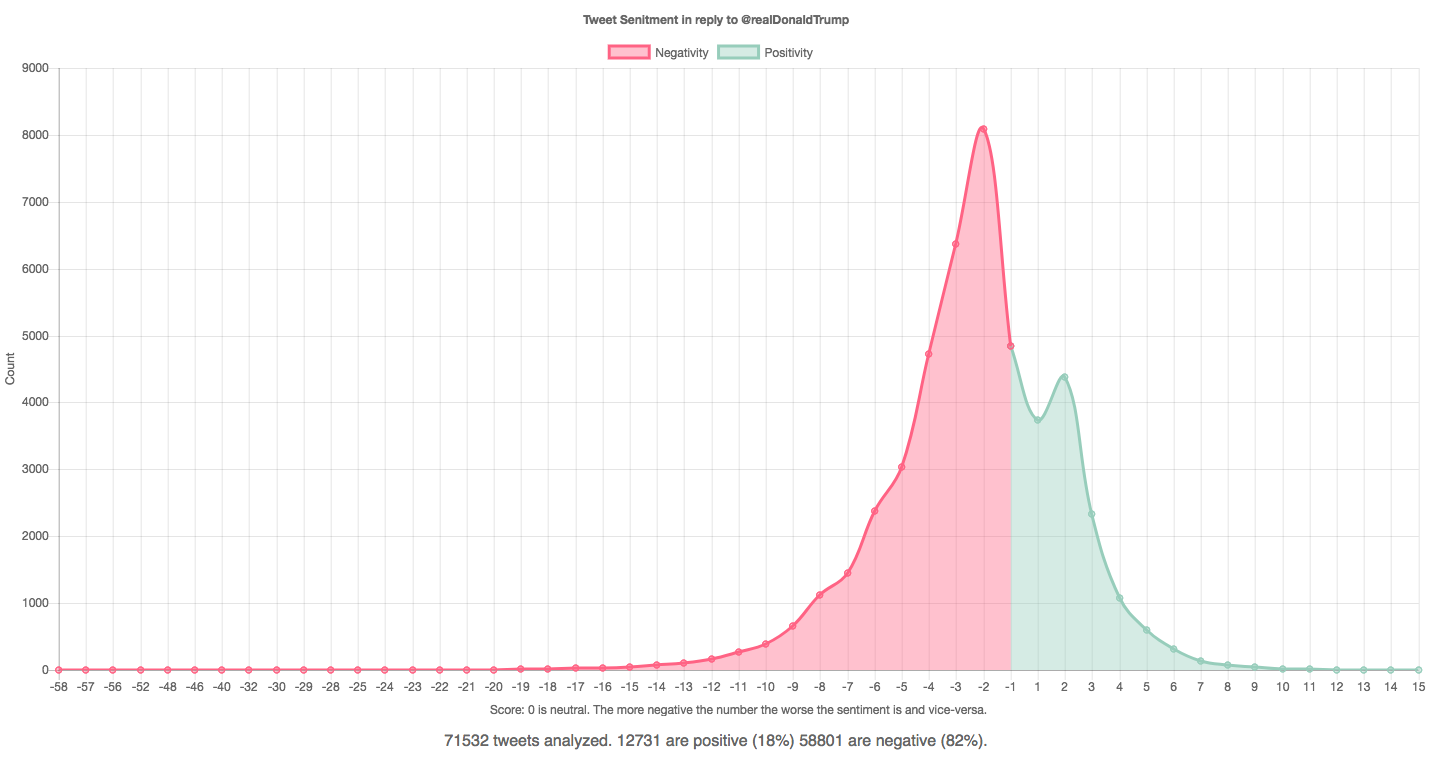 Tweet Senitment in reply to @realDonaldTrump
Negativity Positivity
9000
8000
7000
6000
5000
4000
3000
2000
1000
0
Count
-58 -57 -56 -52 -48 -46 -40 -32 -30 -29 -28 -25 -24 -23 -22 -21 -20 -19 -18 -17 -16 -15 -14 -13 -12 -11 -10 -9 -8 -7 -6 -5 -4 -3 -2 -1 1 2 3 4 5 6 7 8 9 10 11 12 13 14 15
Score: 0 is neutral. The more negative the number the worse the sentiment is and vice-versa.
71532 tweets analyzed. 12731 are positive (18%) 58801 are negative (82%).